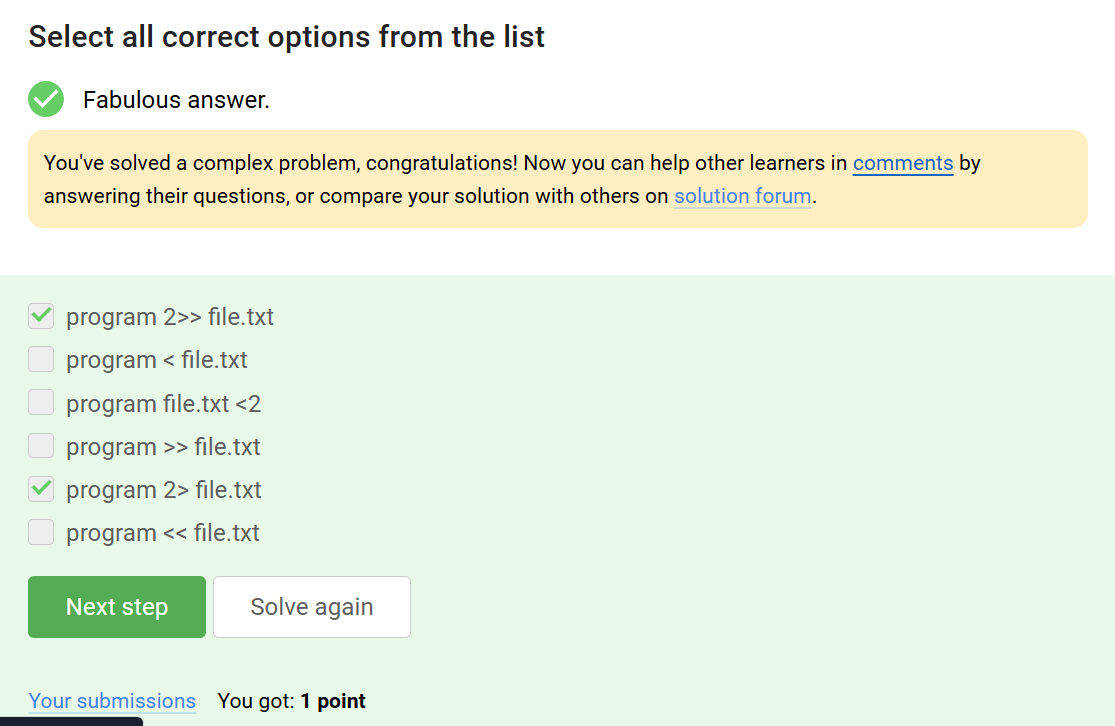 Select all correct options from the list
Fabulous answer.
You've solved a complex problem, congratulations! Now you can help other learners in comments by
answering their questions, or compare your solution with others on solution forum.
program 2>> file.txt
program < file.txt
program file.txt <2
program >> file.txt
program 2> file.txt
program << file.txt
Next step Solve again
Your submissions You got: 1 point